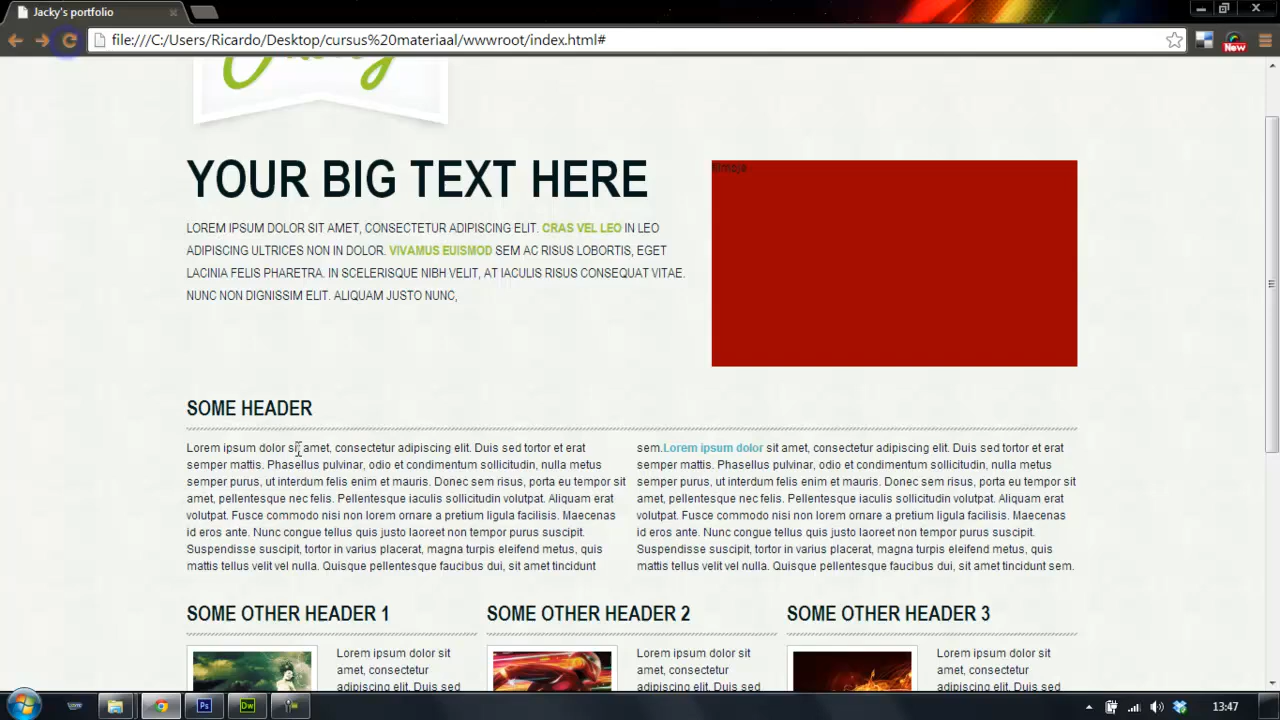 Jacky's portfolio
file:///C:/Users/Ricardo/Desktop/cursus%20materiaal/wwwroot/index.html#
New
YOUR BIG TEXT HERE
LOREM IPSUM DOLOR SIT AMET, CONSECTETUR ADIPISCING ELIT. CRAS VEL LEO IN LEO
ADIPISCING ULTRICES NON IN DOLOR. VIVAMUS EUISMOD SEM AC RISUS LOBORTIS, EGET
LACINIA FELIS PHARETRA. IN SCELERISQUE NIBH VELIT, AT IACULIS RISUS CONSEQUAT VITAE.
NUNC NON DIGNISSIM ELIT. ALIQUAM JUSTO NUNC,
SOME HEADER
Lorem ipsum dolor sit amet, consectetur adipiscing elit. Duis sed tortor et erat
semper mattis. Phasellus pulvinar, odio et condimentum sollicitudin, nulla metus
semper purus, ut interdum felis enim et mauris. Donec sem risus, porta eu tempor sit
amet, pellentesque nec felis. Pellentesque iaculis sollicitudin volutpat. Aliquam erat
volutpat. Fusce commodo nisi non lorem ornare a pretium ligula facilisis. Maecenas
id eros ante. Nunc congue tellus quis justo laoreet non tempor purus suscipit.
Suspendisse suscipit, tortor in varius placerat, magna turpis eleifend metus, quis
mattis tellus velit vel nulla. Quisque pellentesque faucibus dui, sit amet tincidunt
sem.Lorem ipsum dolor sit amet, consectetur adipiscing elit. Duis sed tortor et erat
semper mattis. Phasellus pulvinar, odio et condimentum sollicitudin, nulla metus
semper purus, ut interdum felis enim et mauris. Donec sem risus, porta eu tempor sit
amet, pellentesque nec felis. Pellentesque iaculis sollicitudin volutpat. Aliquam erat
volutpat. Fusce commodo nisi non lorem ornare a pretium ligula facilisis. Maecenas
id eros ante. Nunc congue tellus quis justo laoreet non tempor purus suscipit.
Suspendisse suscipit, tortor in varius placerat, magna turpis eleifend metus, quis
mattis tellus velit vel nulla. Quisque pellentesque faucibus dui, sit amet tincidunt sem.
SOME OTHER HEADER 1
Lorem ipsum dolor sit
amet, consectetur
adipiscing elit. Duis sed
SOME OTHER HEADER 2
Lorem ipsum dolor sit
amet, consectetur
adipiscing elit. Duis sed
SOME OTHER HEADER 3
Lorem ipsum dolor sit
amet, consectetur
adipiscing elit. Duis sed
Ps
Dw
13:47